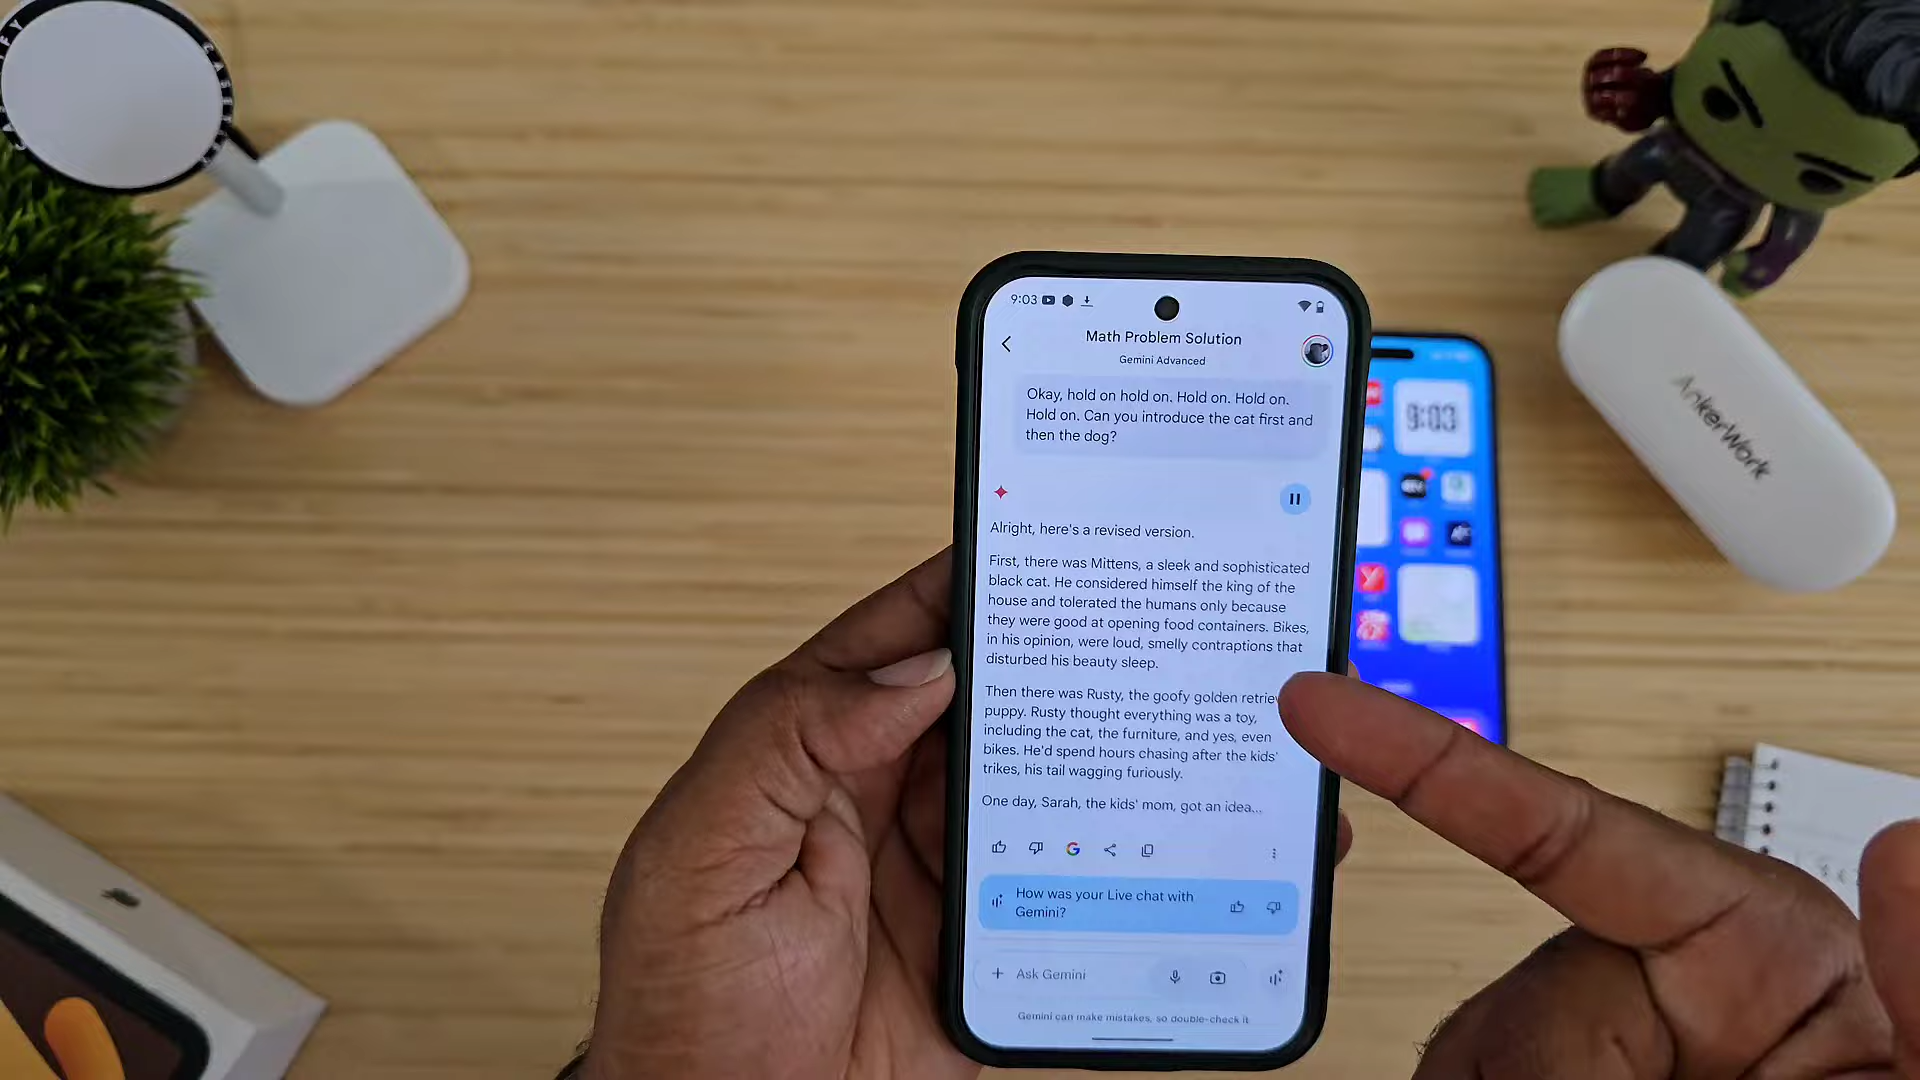 CASETiFY
9:03
Math Problem Solution
Gemini Advanced
Okay, hold on hold on. Hold on. Hold on.
Hold on. Can you introduce the cat first and
then the dog?
Alright, here's a revised version.
First, there was Mittens, a sleek and sophisticated
black cat. He considered himself the king of the
house and tolerated the humans only because
they were good at opening food containers. Bikes,
in his opinion, were loud, smelly contraptions that
disturbed his beauty sleep.
Then there was Rusty, the goofy golden retrie
puppy. Rusty thought everything was a toy,
including the cat, the furniture, and yes, even
bikes. He'd spend hours chasing after the kids'
trikes, his tail wagging furiously.
One day, Sarah, the kids' mom, got an idea...
How was your Live chat with
Gemini?
Ask Gemini
Gemini can make mistakes, so double-check it
9:03
AnkerWork